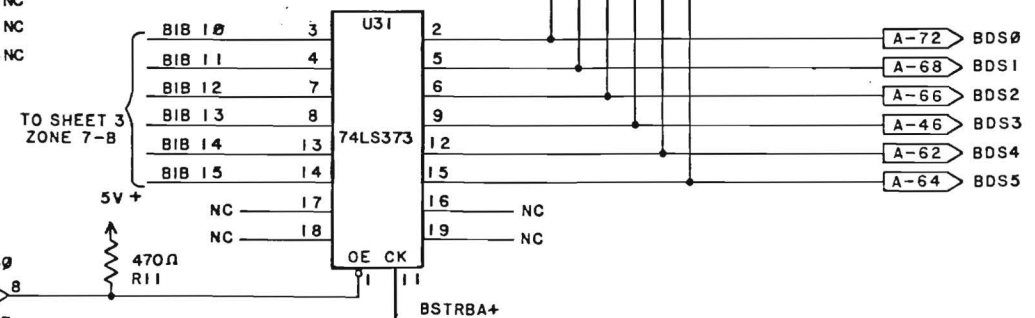 NC
NC
NC
U31
BIB 10 3 2 A-72 BDSØ
BIB 11 4 5 A-68 BDS1
BIB 12 7 6 A-66 BDS2
TO SHEET 3
ZONE 7-B
BIB 13 8 9 A-46 BDS3
74LS373
BIB 14 13 12 A-62 BDS4
BIB 15 14 15 A-64 BDS5
5V +
NC 17 16 NC
NC 18 19 NC
470Ω
R11
OE CK
1 11
8
BSTRBA+